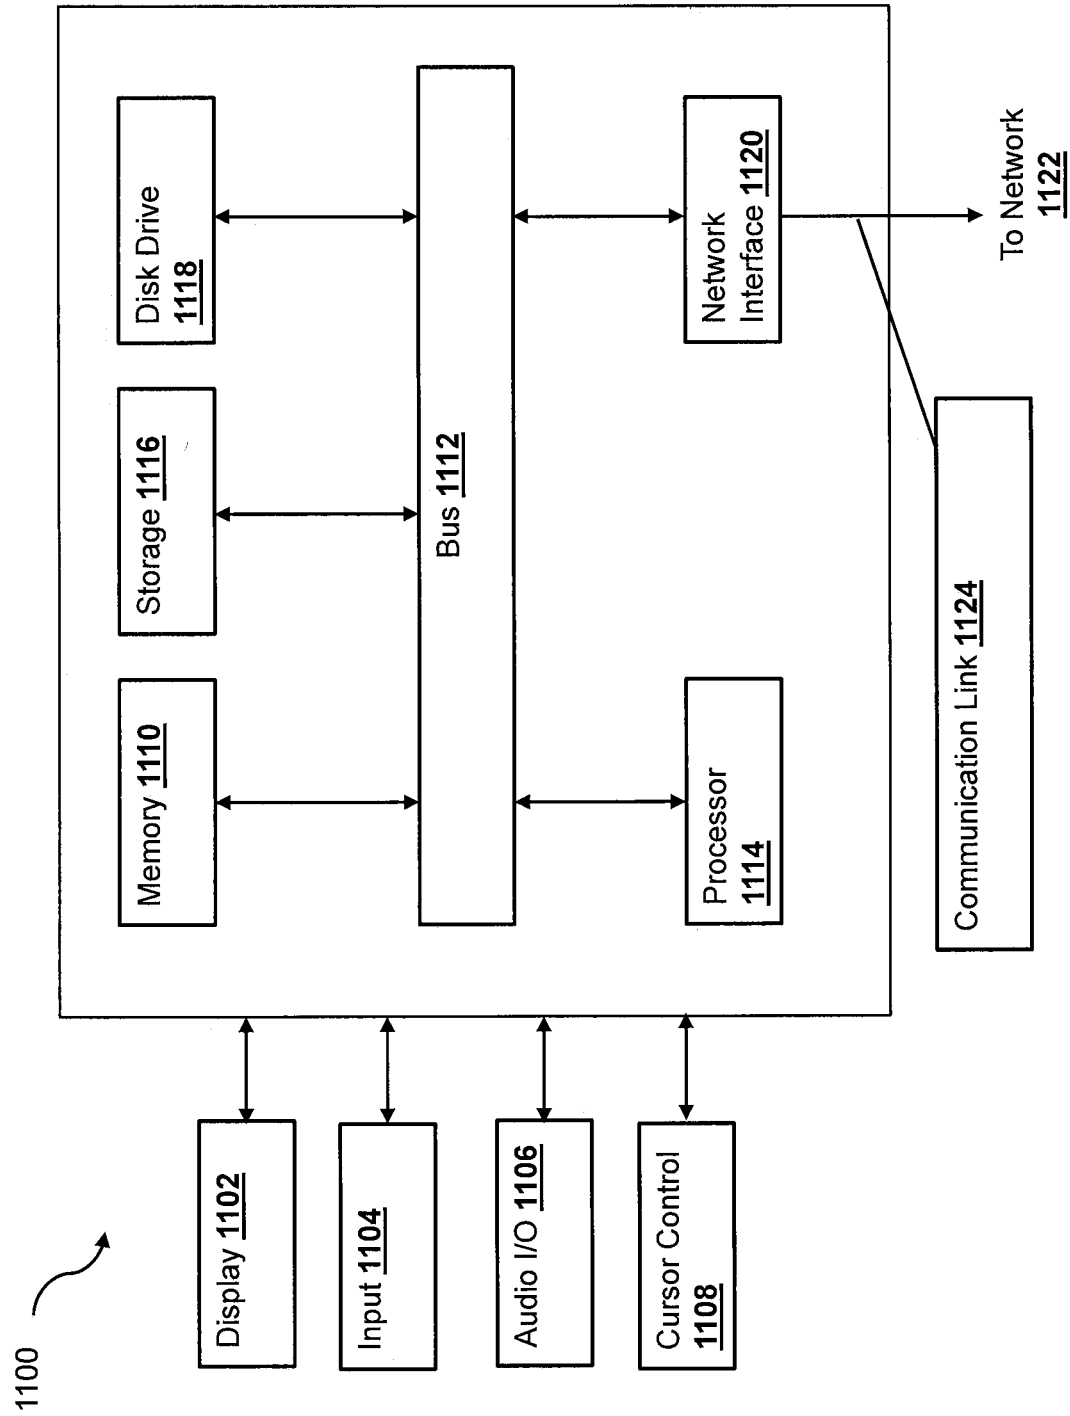 1100
Display 1102
Input 1104
Audio I/O 1106
Cursor Control
1108
Memory 1110
Storage 1116
Disk Drive
1118
Bus 1112
Processor
1114
Network
Interface 1120
Communication Link 1124
To Network
1122